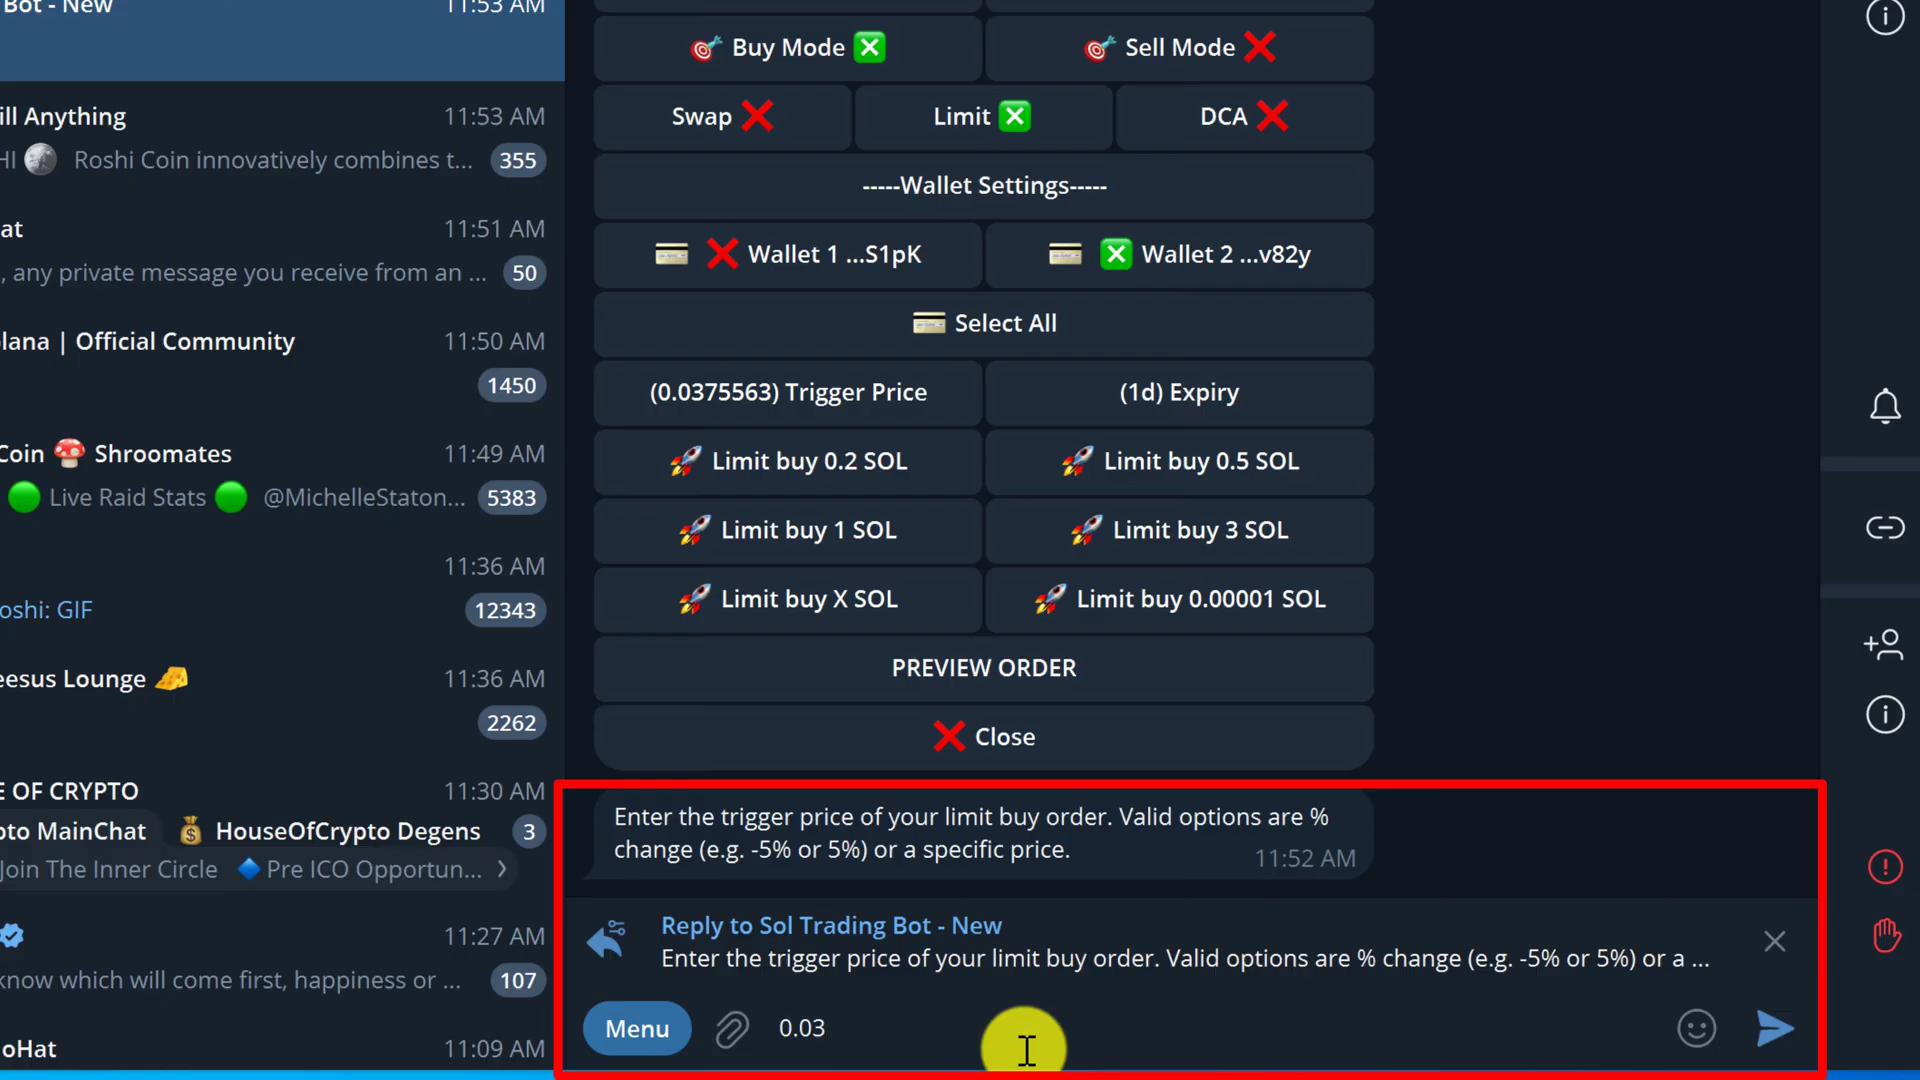 Bot - New 11:53 AM
ill Anything 11:53 AM
HI Roshi Coin innovatively combines t... 355
at 11:51 AM
, any private message you receive from an ... 50
lana | Official Community 11:50 AM
1450
Coin Shroomates 11:49 AM
Live Raid Stats @MichelleStaton... 5383
11:36 AM
oshi: GIF 12343
eesus Lounge 11:36 AM
2262
E OF CRYPTO 11:30 AM
pto MainChat HouseOfCrypto Degens 3
Join The Inner Circle Pre ICO Opportun...
11:27 AM
know which will come first, happiness or ... 107
oHat 11:09 AM
Buy Mode Sell Mode
Swap Limit DCA
-----Wallet Settings-----
Wallet 1 ...S1pK Wallet 2 ...v82y
Select All
(0.0375563) Trigger Price (1d) Expiry
Limit buy 0.2 SOL Limit buy 0.5 SOL
Limit buy 1 SOL Limit buy 3 SOL
Limit buy X SOL Limit buy 0.00001 SOL
PREVIEW ORDER
Close
Enter the trigger price of your limit buy order. Valid options are %
change (e.g. -5% or 5%) or a specific price.
11:52 AM
Reply to Sol Trading Bot - New
Enter the trigger price of your limit buy order. Valid options are % change (e.g. -5% or 5%) or a ...
Menu 0.03